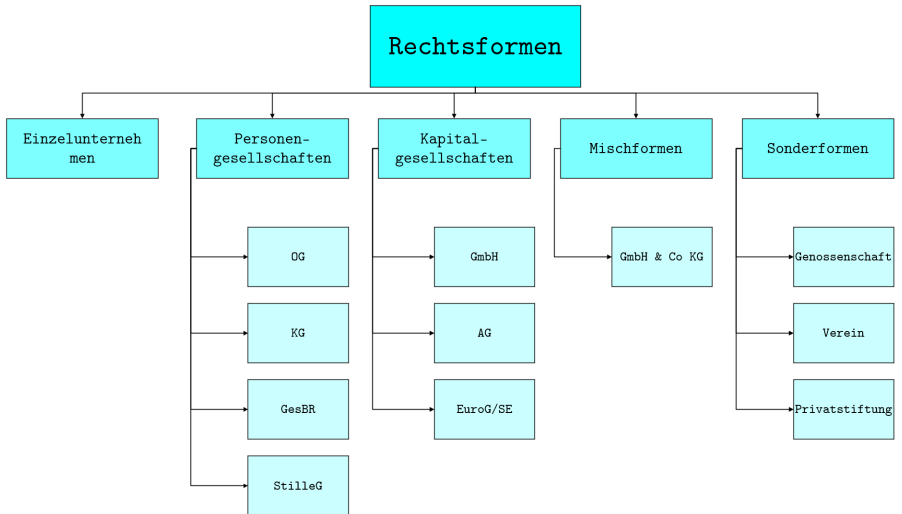 Rechtsformen
Einzelunterneh
men
Personen-
gesellschaften
Kapital-
gesellschaften
Mischformen
Sonderformen
OG
GmbH
GmbH & Co KG
Genossenschaft
KG
AG
Verein
GesBR
EuroG/SE
Privatstiftung
StilleG